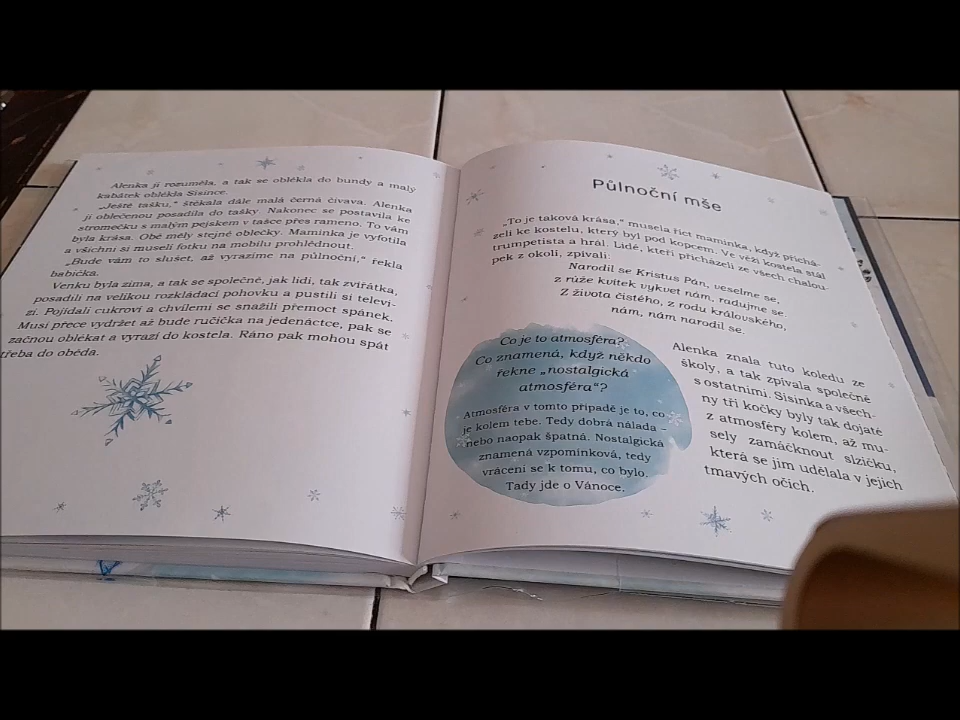 Alenka jí rozuměla, a tak se oblékla do bundy a malý
kabátek oblékla Sisince.
„Ještě tašku,“ štěkala dále malá černá čivava. Alenka
ji oblečenou posadila do tašky. Nakonec se postavila ke
stromečku s malým pejskem v tašce přes rameno. To vám
byla krása. Obě měly stejné oblečky. Maminka je vyfotila
a všichni si museli fotku na mobilu prohlédnout.
„Bude vám to slušet, až vyrazíme na půlnoční,“ řekla
babička.
Venku byla zima, a tak se společně, jak lidi, tak zvířátka,
posadili na velikou rozkládací pohovku a pustili si televi-
zi. Pojídali cukroví a chvílemi se snažili přemoct spánek.
Musí přece vydržet až bude ručička na jedenáctce, pak se
začnou oblékat a vyrazí do kostela. Ráno pak mohou spát
třeba do oběda.
Půlnoční mše
„To je taková krása,“ musela říct maminka, když přichá-
zeli ke kostelu, který byl pod kopcem. Ve věži kostela stál
trumpetista a hrál. Lidé, kteří přicházeli ze všech chalou-
pek z okolí, zpívali:
Narodil se Kristus Pán, veselme se,
z růže kvítek vykvet nám, radujme se.
Z života čistého, z rodu královského,
nám, nám narodil se.
Co je to atmosféra?
Co znamená, když někdo
řekne „nostalgická
atmosféra“?
Atmosféra v tomto případě je to, co
je kolem tebe. Tedy dobrá nálada –
nebo naopak špatná. Nostalgická
znamená vzpomínková, tedy
vrácení se k tomu, co bylo.
Tady jde o Vánoce.
Alenka znala tuto koledu ze
školy, a tak zpívala společně
s ostatními. Sisinka a všech-
ny tři kočky byly tak dojaté
z atmosféry kolem, až mu-
sely zamáčknout slzičku,
která se jim udělala v jejich
tmavých očích.